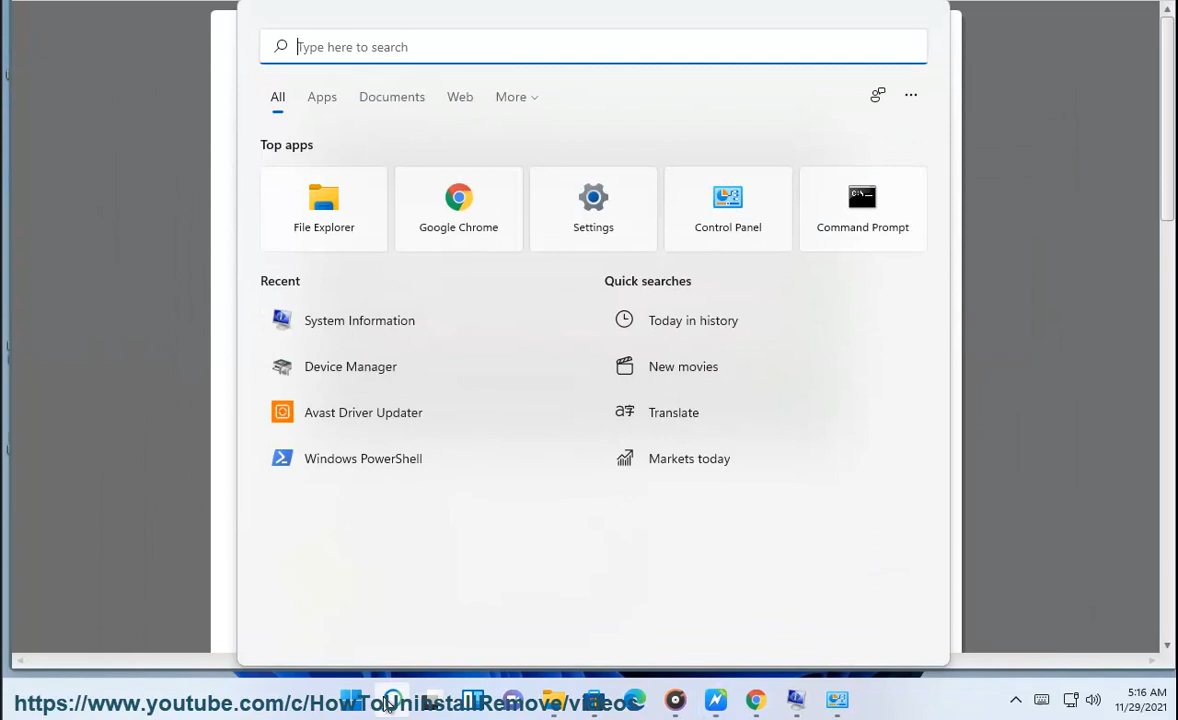 Type here to search
All Apps Documents Web More
Top apps
File Explorer Google Chrome Settings Control Panel Command Prompt
Recent Quick searches
System Information Today in history
Device Manager New movies
Avast Driver Updater Translate
Windows PowerShell Markets today
5:16 AM
11/29/2021
https://www.youtube.com/c/HowToUninstallRemove/videos